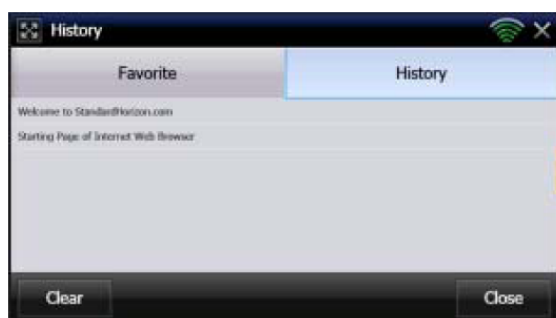 History
Favorite
History
Welcome to StandardHorizon.com
Starting Page of Internet Web Browser
Clear
Close